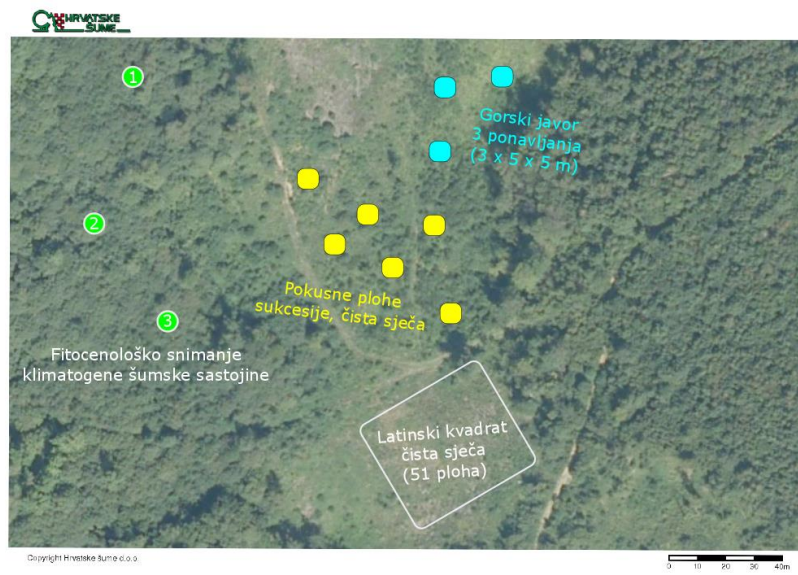 HRVATSKE
ŠUME
1
Gorski javor
3 ponavljanja
(3 x 5 x 5 m)
2
Pokusne plohe
sukcesije, čista sječa
3
Fitocenološko snimanje
klimatogene šumske sastojine
Latinski kvadrat
čista sječa
(51 ploha)
Copyright Hrvatske šume d.o.o.
0 10 20 30 40m